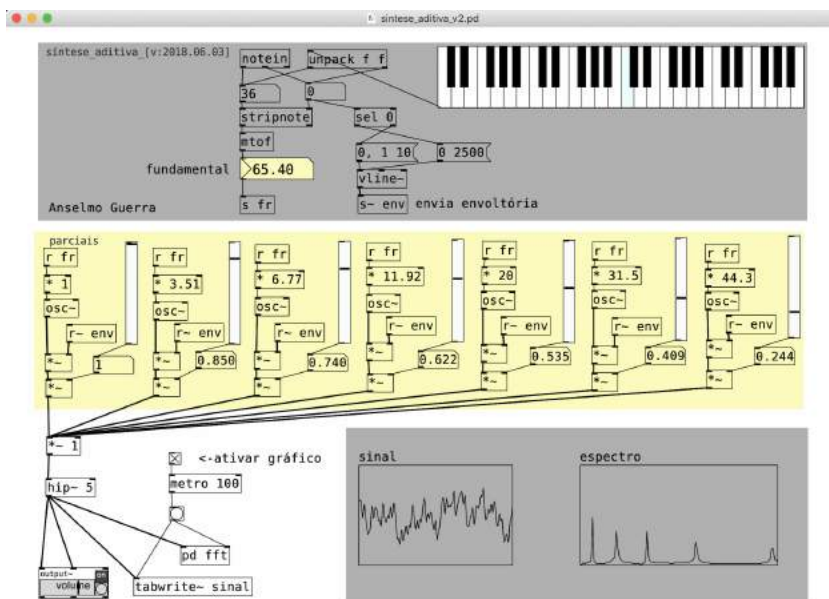 sintese_aditiva_v2.pd
síntese_aditiva_[v:2018.06.03]
notein
unpack f f
36
0
stripnote
sel 0
mtof
0, 1 10
0 2500
fundamental
65.40
vline~
Anselmo Guerra
s fr
s~ env
envia envoltória
parciais
r fr
r fr
r fr
r fr
r fr
r fr
r fr
* 1
* 3.51
* 6.77
* 11.92
* 20
* 31.5
* 44.3
osc~
osc~
osc~
osc~
osc~
osc~
osc~
r~ env
r~ env
r~ env
r~ env
r~ env
r~ env
r~ env
*~
*~
*~
*~
*~
*~
*~
1
0.850
0.740
0.622
0.535
0.409
0.244
*~
*~
*~
*~
*~
*~
*~
*~ 1
<-ativar gráfico
sinal
espectro
hip~ 5
metro 100
pd fft
output~
on
volume
tabwrite~ sinal